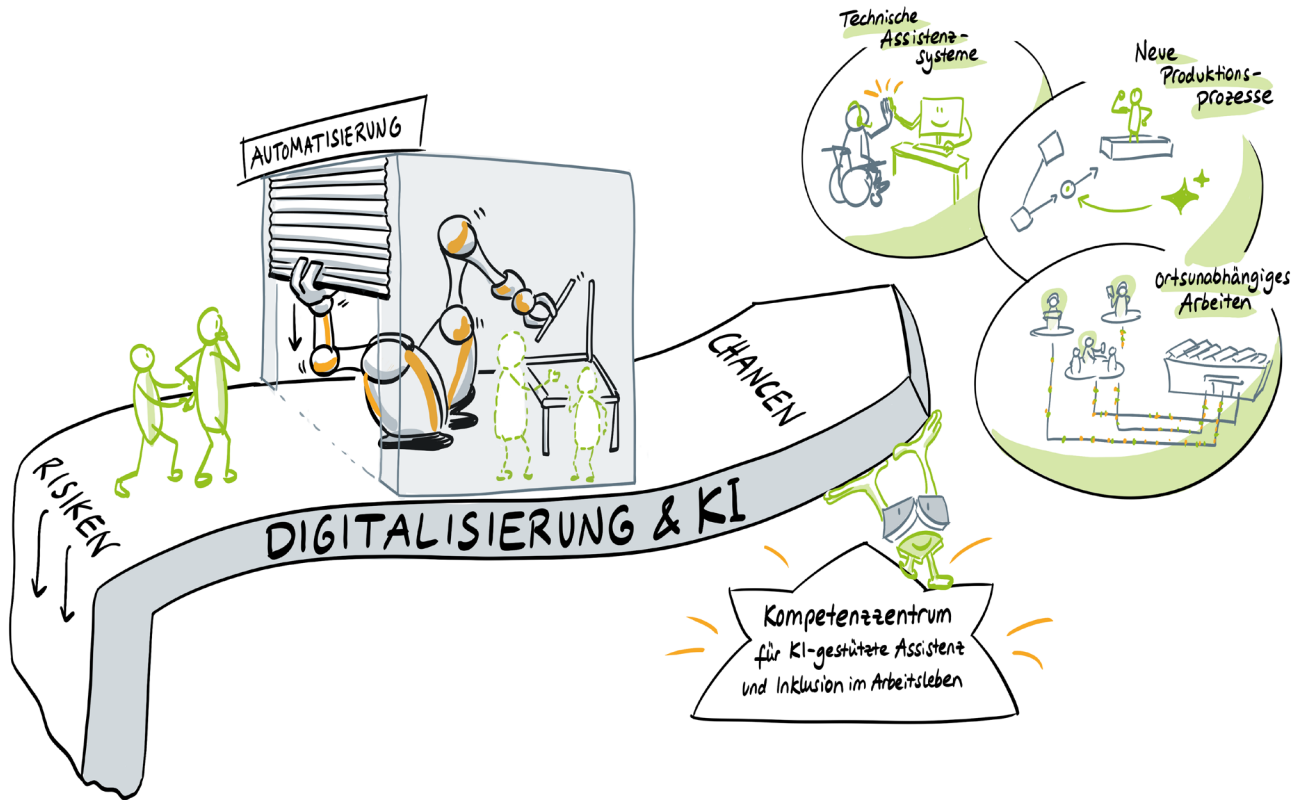 Technische
Assistenz-
systeme
Neue
Produktions-
prozesse
ortsunabhängiges
Arbeiten
AUTOMATISIERUNG
CHANCEN
RISIKEN
DIGITALISIERUNG & KI
Kompetenzzentrum
für KI-gestützte Assistenz
und Inklusion im Arbeitsleben